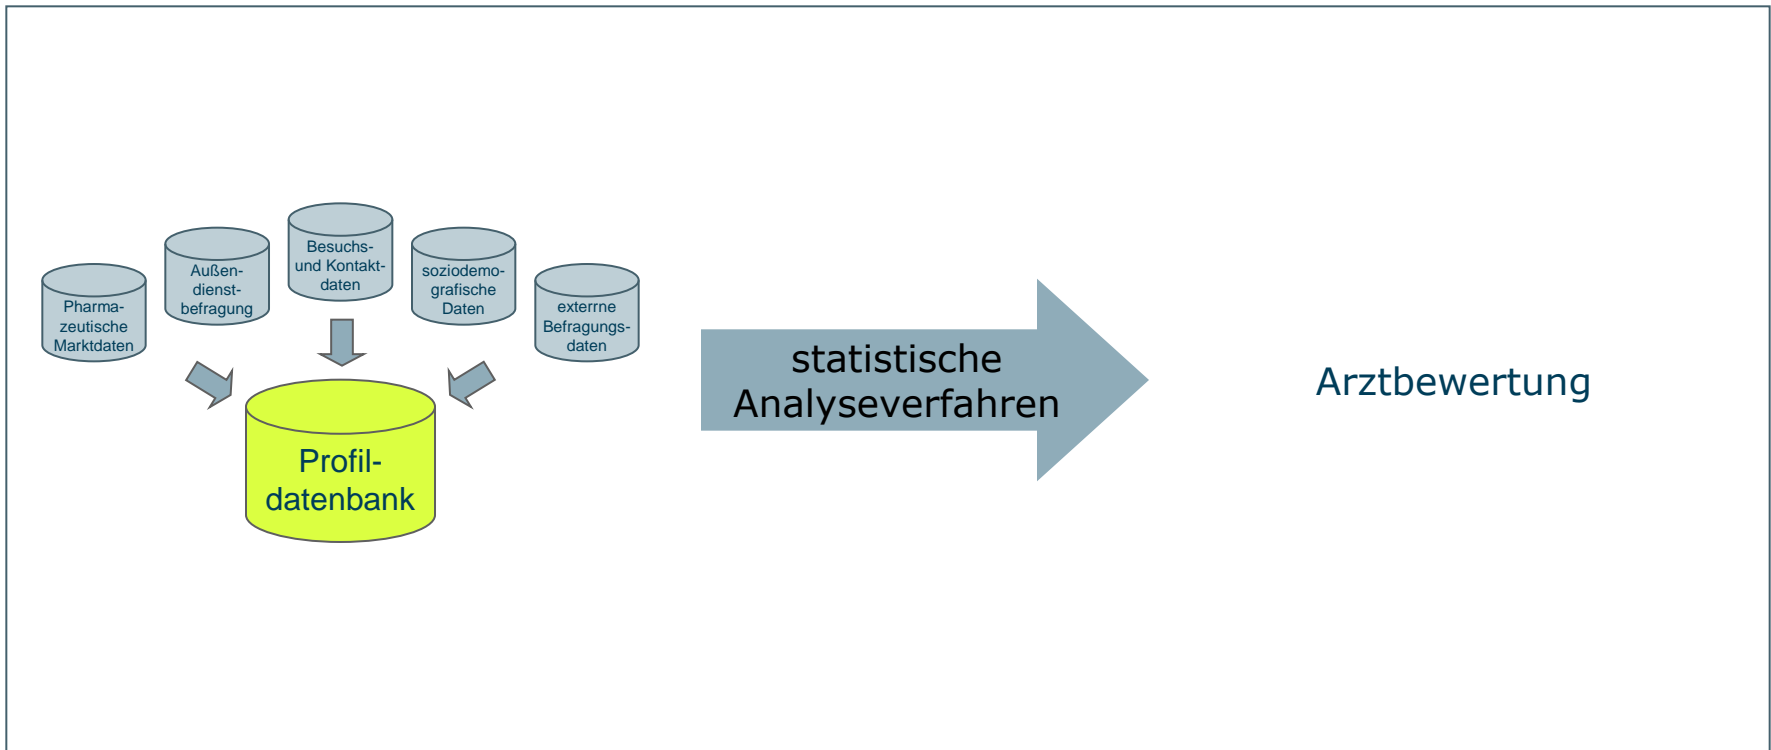 Pharma-
zeutische
Marktdaten
Außen-
dienst-
befragung
Besuchs-
und Kontakt-
daten
soziodemo-
grafische
Daten
exterrne
Befragungs-
daten
Profil-
datenbank
statistische
Analyseverfahren
Arztbewertung